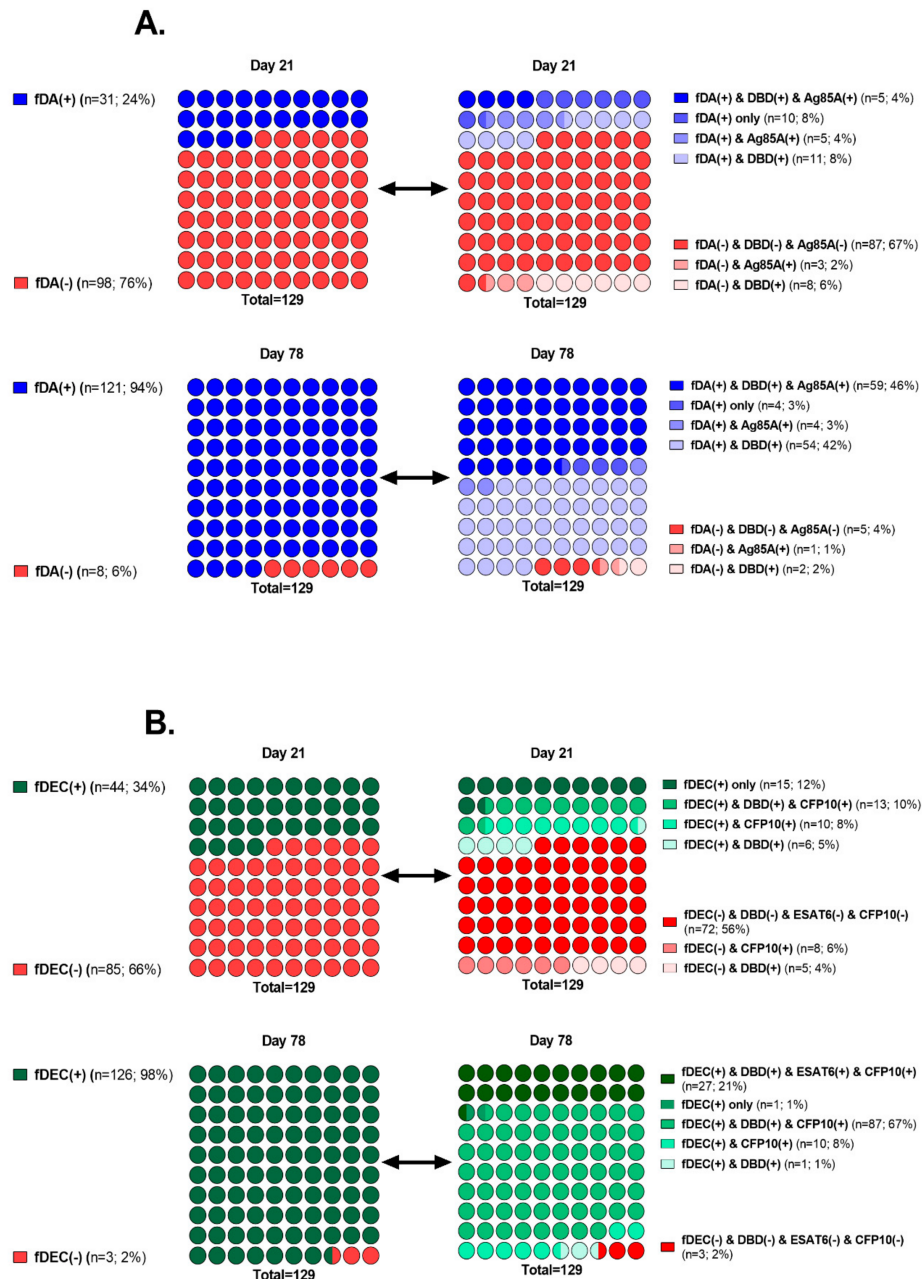 A.
Day 21
fDA(+) (n=31; 24%)
fDA(-) (n=98; 76%)
Total=129
Day 21
fDA(+) & DBD(+) & Ag85A(+) (n=5; 4%)
fDA(+) only (n=10; 8%)
fDA(+) & Ag85A(+) (n=5; 4%)
fDA(+) & DBD(+) (n=11; 8%)
fDA(-) & DBD(-) & Ag85A(-) (n=87; 67%)
fDA(-) & Ag85A(+) (n=3; 2%)
fDA(-) & DBD(+) (n=8; 6%)
Total=129
Day 78
fDA(+) (n=121; 94%)
fDA(-) (n=8; 6%)
Total=129
Day 78
fDA(+) & DBD(+) & Ag85A(+) (n=59; 46%)
fDA(+) only (n=4; 3%)
fDA(+) & Ag85A(+) (n=4; 3%)
fDA(+) & DBD(+) (n=54; 42%)
fDA(-) & DBD(-) & Ag85A(-) (n=5; 4%)
fDA(-) & Ag85A(+) (n=1; 1%)
fDA(-) & DBD(+) (n=2; 2%)
Total=129
B.
Day 21
fDEC(+) (n=44; 34%)
fDEC(-) (n=85; 66%)
Total=129
Day 21
fDEC(+) only (n=15; 12%)
fDEC(+) & DBD(+) & CFP10(+) (n=13; 10%)
fDEC(+) & CFP10(+) (n=10; 8%)
fDEC(+) & DBD(+) (n=6; 5%)
fDEC(-) & DBD(-) & ESAT6(-) & CFP10(-)
(n=72; 56%)
fDEC(-) & CFP10(+) (n=8; 6%)
fDEC(-) & DBD(+) (n=5; 4%)
Total=129
Day 78
fDEC(+) (n=126; 98%)
fDEC(-) (n=3; 2%)
Total=129
Day 78
fDEC(+) & DBD(+) & ESAT6(+) & CFP10(+)
(n=27; 21%)
fDEC(+) only (n=1; 1%)
fDEC(+) & DBD(+) & CFP10(+) (n=87; 67%)
fDEC(+) & CFP10(+) (n=10; 8%)
fDEC(+) & DBD(+) (n=1; 1%)
fDEC(-) & DBD(-) & ESAT6(-) & CFP10(-)
(n=3; 2%)
Total=129